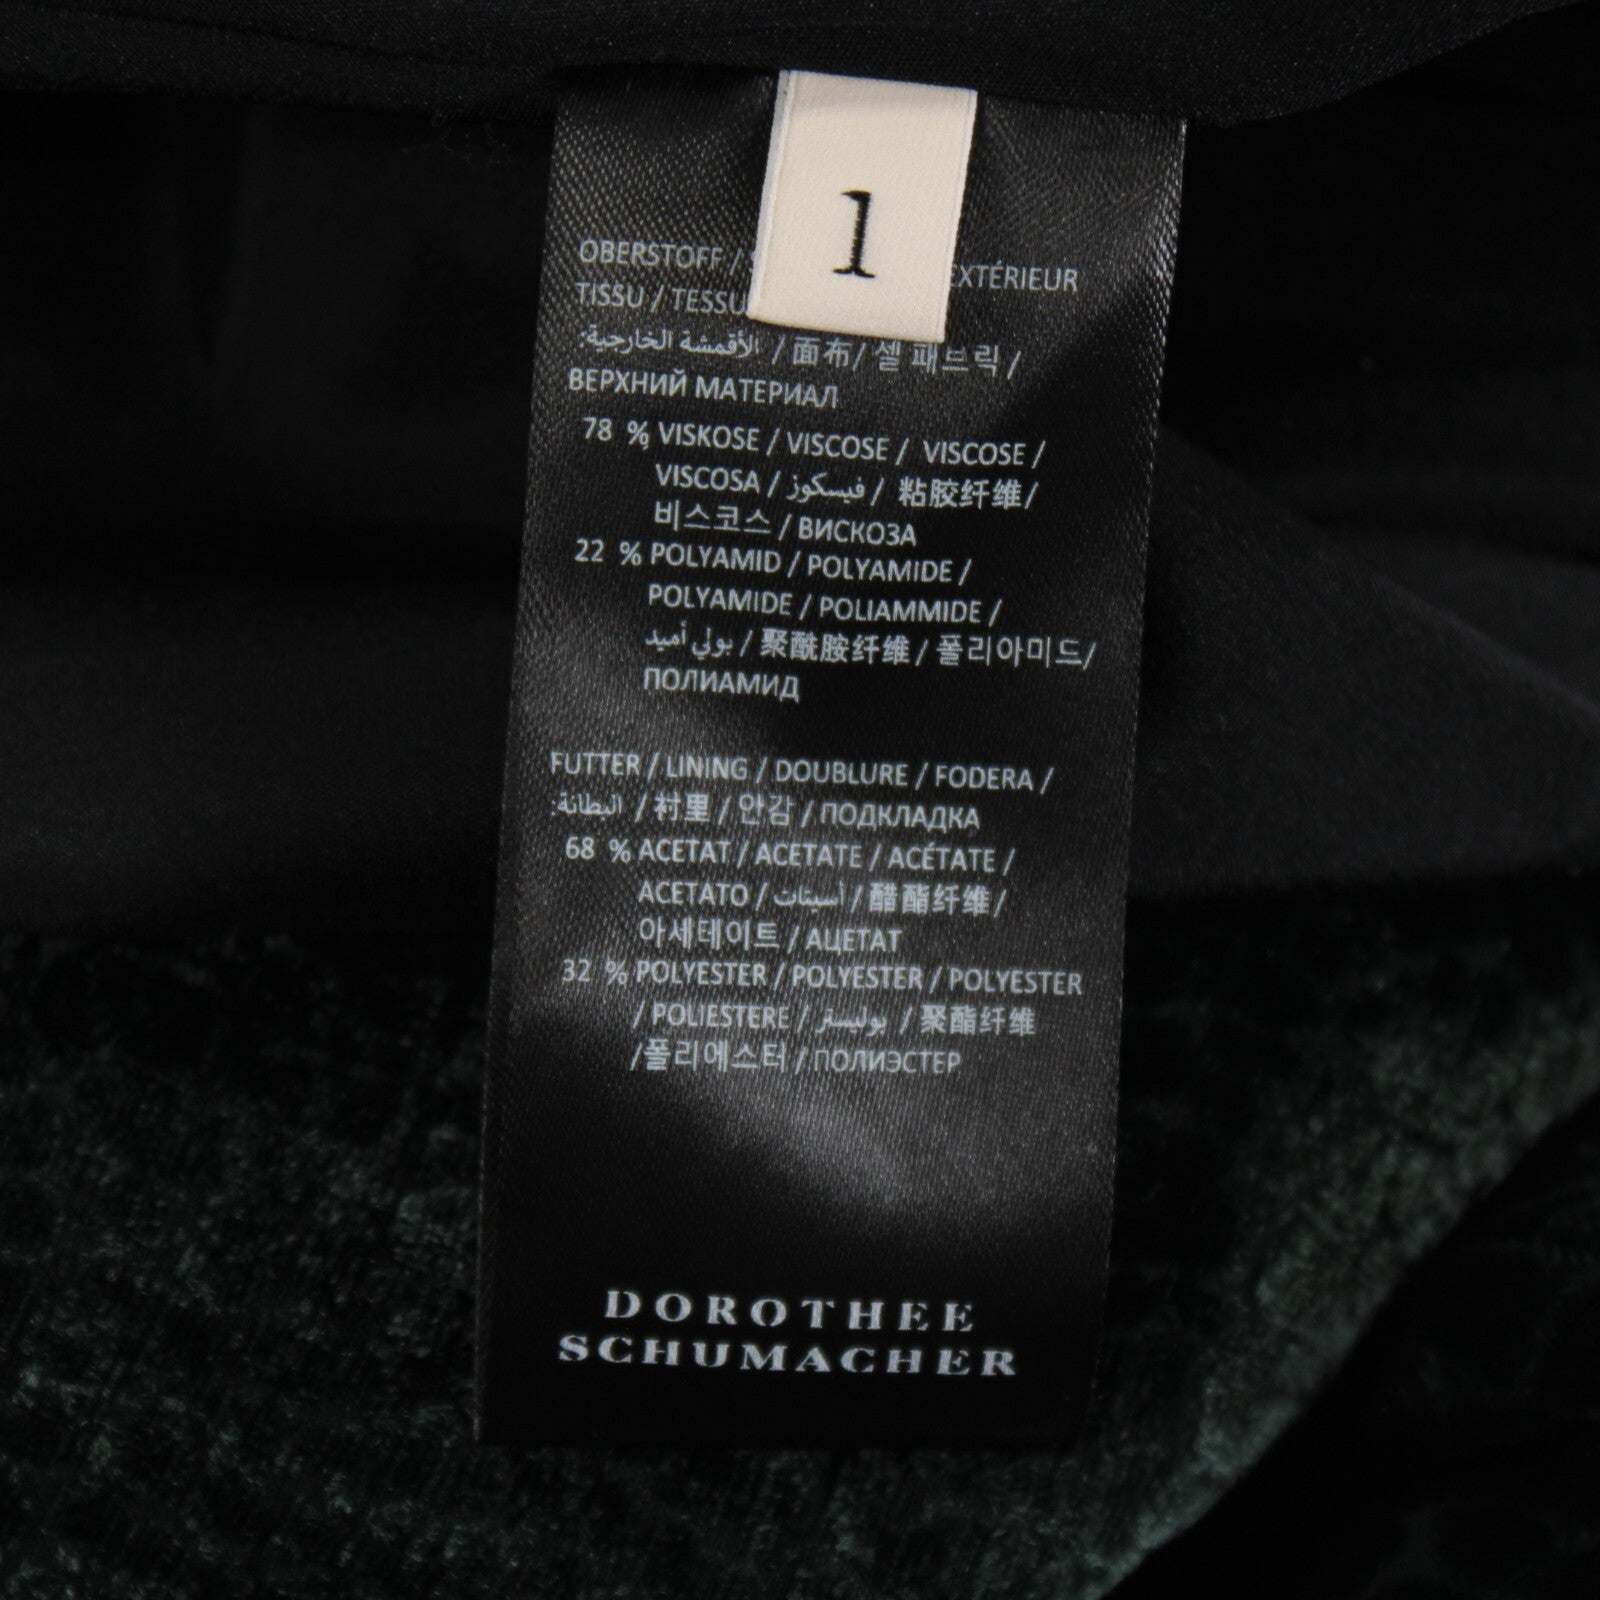 1
OBERSTOFF / EXTÉRIEUR
TISSU / TESSU
الأقمشة الخارجية: / 面布/ 셀 패브릭/
ВЕРХНИЙ МАТЕРИАЛ
78 % VISKOSE / VISCOSE / VISCOSE /
VISCOSA / فيسكوز / 粘胶纤维/
비스코스 / ВИСКОЗА
22 % POLYAMID / POLYAMIDE /
POLYAMIDE / POLIAMMIDE /
بولي أميد / 聚酰胺纤维 / 폴리아미드/
ПОЛИАМИД
FUTTER / LINING / DOUBLURE / FODERA /
البطانة: / 衬里 / 안감 / ПОДКЛАДКА
68 % ACETAT / ACETATE / ACÉTATE /
ACETATO / أسيتات / 醋酯纤维/
아세테이트 / АЦЕТАТ
32 % POLYESTER / POLYESTER / POLYESTER
/ POLIESTERE / بوليستر / 聚酯纤维
/폴리에스터 / ПОЛИЭСТЕР
DOROTHEE
SCHUMACHER